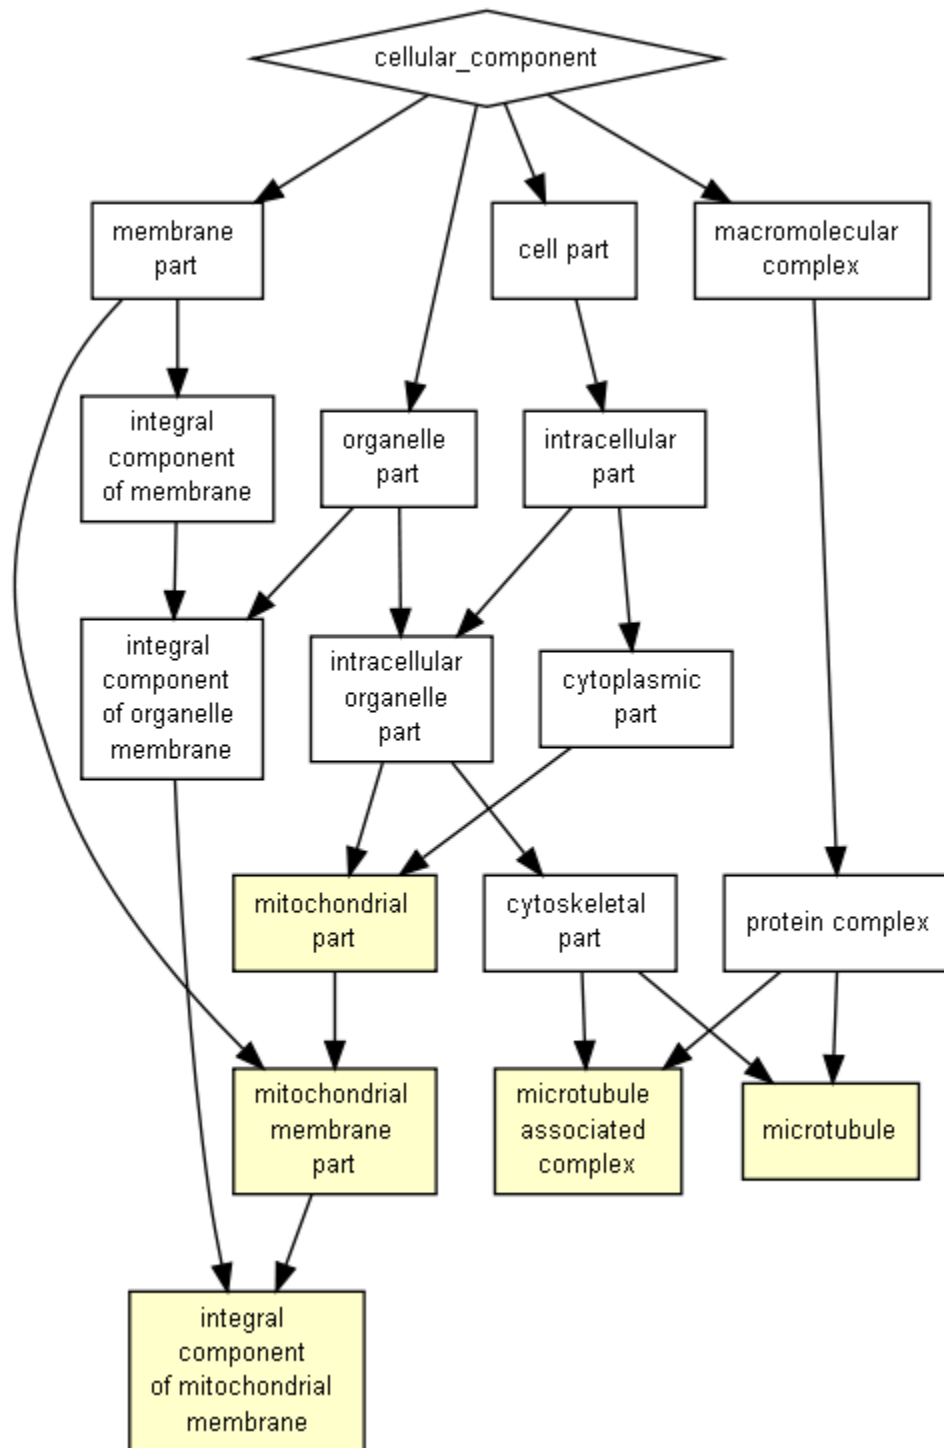 cellular_component
membrane
part
cell part
macromolecular
complex
integral
component
of membrane
organelle
part
intracellular
part
integral
component
of organelle
membrane
intracellular
organelle
part
cytoplasmic
part
mitochondrial
part
cytoskeletal
part
protein complex
mitochondrial
membrane
part
microtubule
associated
complex
microtubule
integral
component
of mitochondrial
membrane